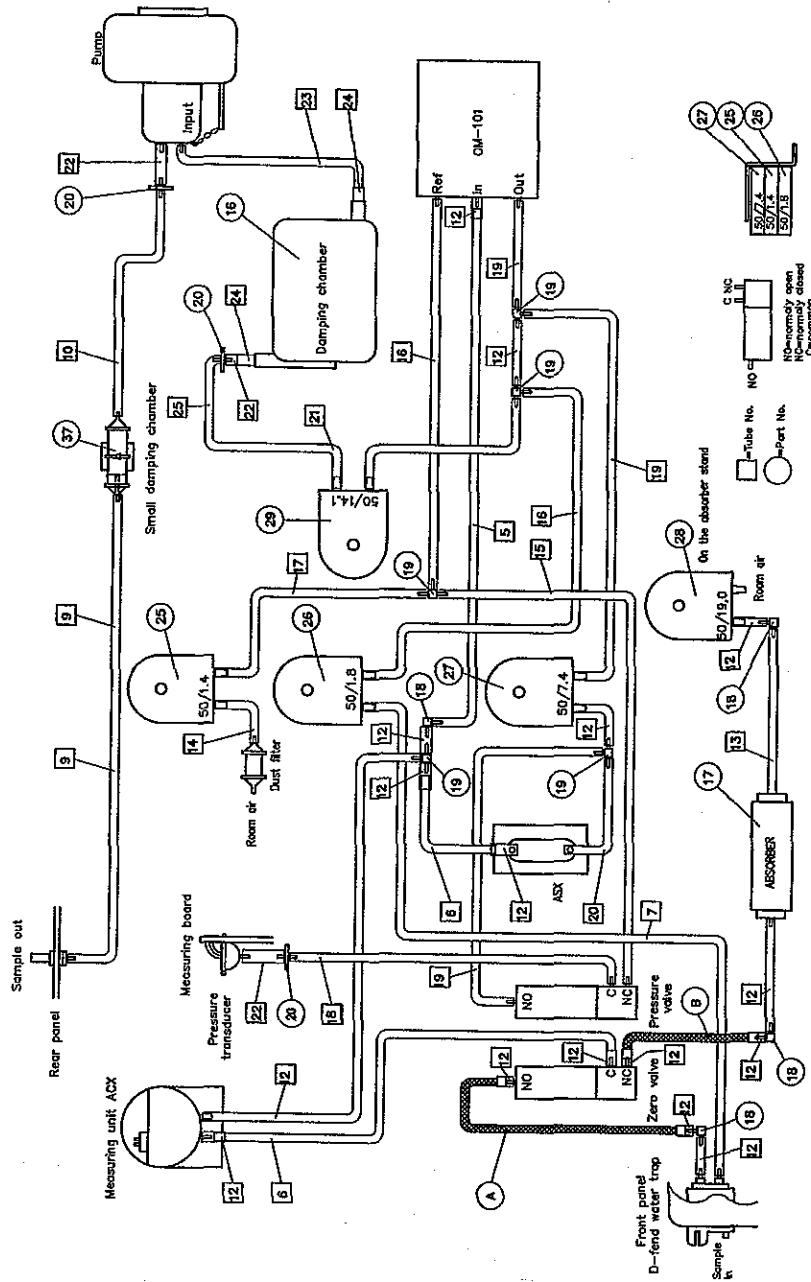 Sample out
Rear panel
9
9
Small damping chamber
37
10
20
22
Pump
Input
23
24
Damping chamber
16
20
24
22
25
21
29
50/14.1
OM-101
Ref
In
Out
12
19
16
19
12
19
5
16
19
27
25
26
50/7.4
50/1.4
50/1.8
C NC
NO
NO=normaly open
NC=normaly closed
=Tube No.
=Part No.
25
50/1.4
17
14
Room air
Dust filter
26
50/1.8
19
15
18
12
19
12
27
50/7.4
12
19
6
12
ASX
20
7
28
On the absorber stand
50/19,0
Room air
12
18
13
17
ABSORBER
12
12
18
Measuring board
Pressure
transducer
22
20
18
19
NO
C
NC
Pressure valve
B
Measuring unit ACX
12
12
6
12
NO
C
NC
12
12
Zero valve
A
12
18
12
Front panel
D-fend water trap
Sample
in